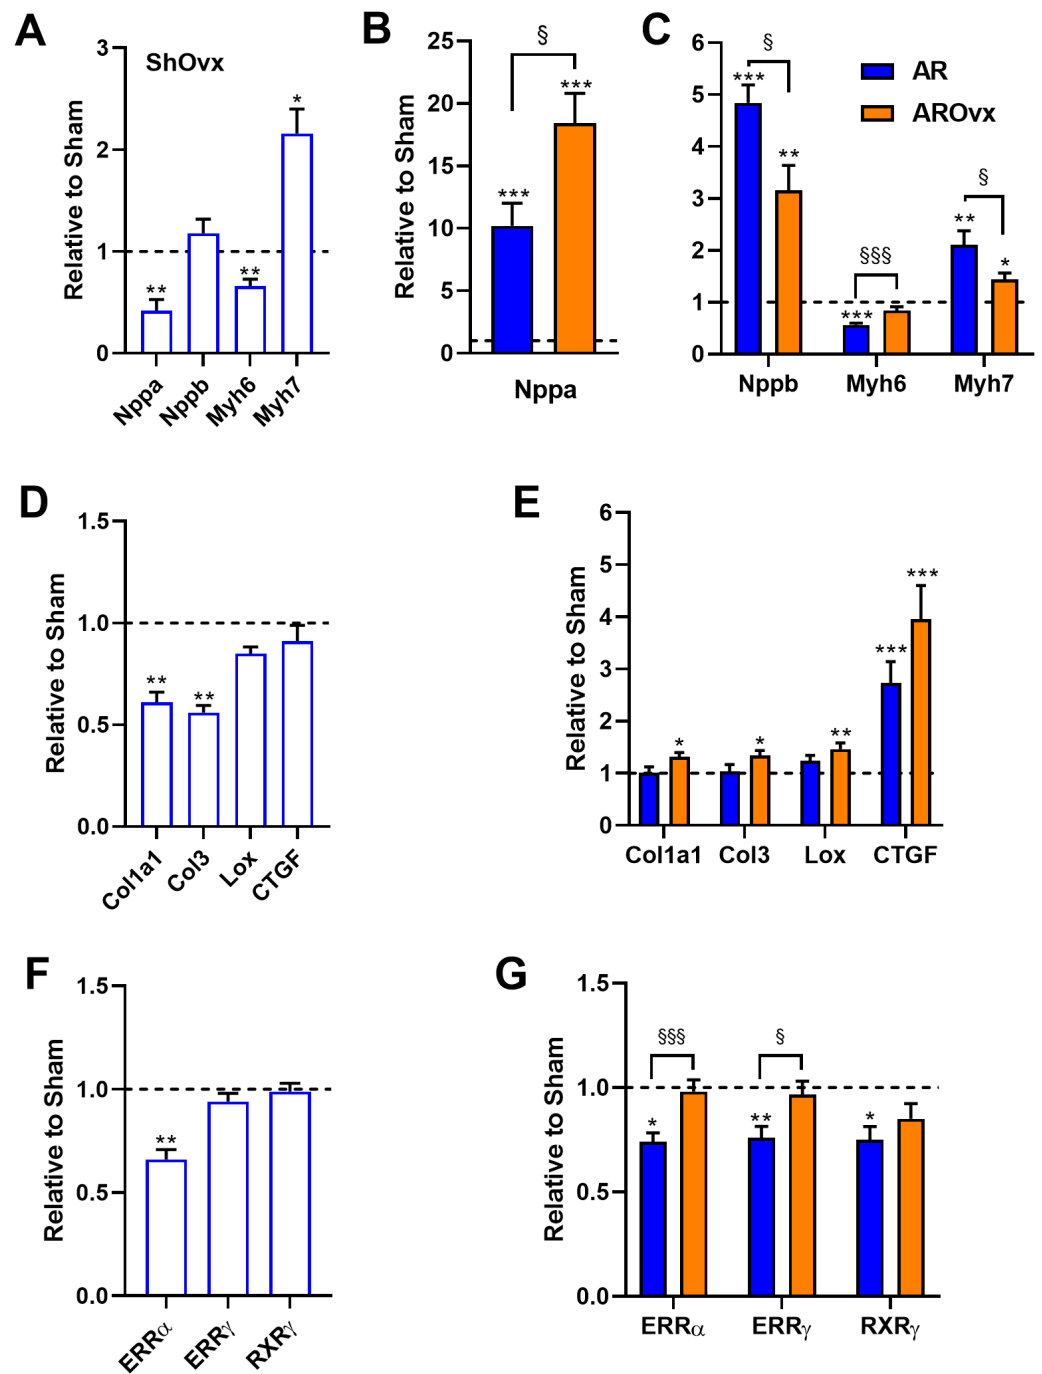 A
ShOvx
Relative to Sham
3
2
1
0
**
**
*
Nppa
Nppb
Myh6
Myh7
B
Relative to Sham
25
20
15
10
5
0
§
***
***
Nppa
C
6
5
4
3
2
1
0
§
***
**
§§§
***
§
**
*
AR
AROvx
Nppb
Myh6
Myh7
D
Relative to Sham
1.5
1.0
0.5
0.0
**
**
Col1a1
Col3
Lox
CTGF
E
Relative to Sham
6
5
4
3
2
1
0
*
*
**
***
***
Col1a1
Col3
Lox
CTGF
F
Relative to Sham
1.5
1.0
0.5
0.0
**
ERRα
ERRγ
RXRγ
G
Relative to Sham
1.5
1.0
0.5
0.0
§§§
*
§
**
*
ERRα
ERRγ
RXRγ